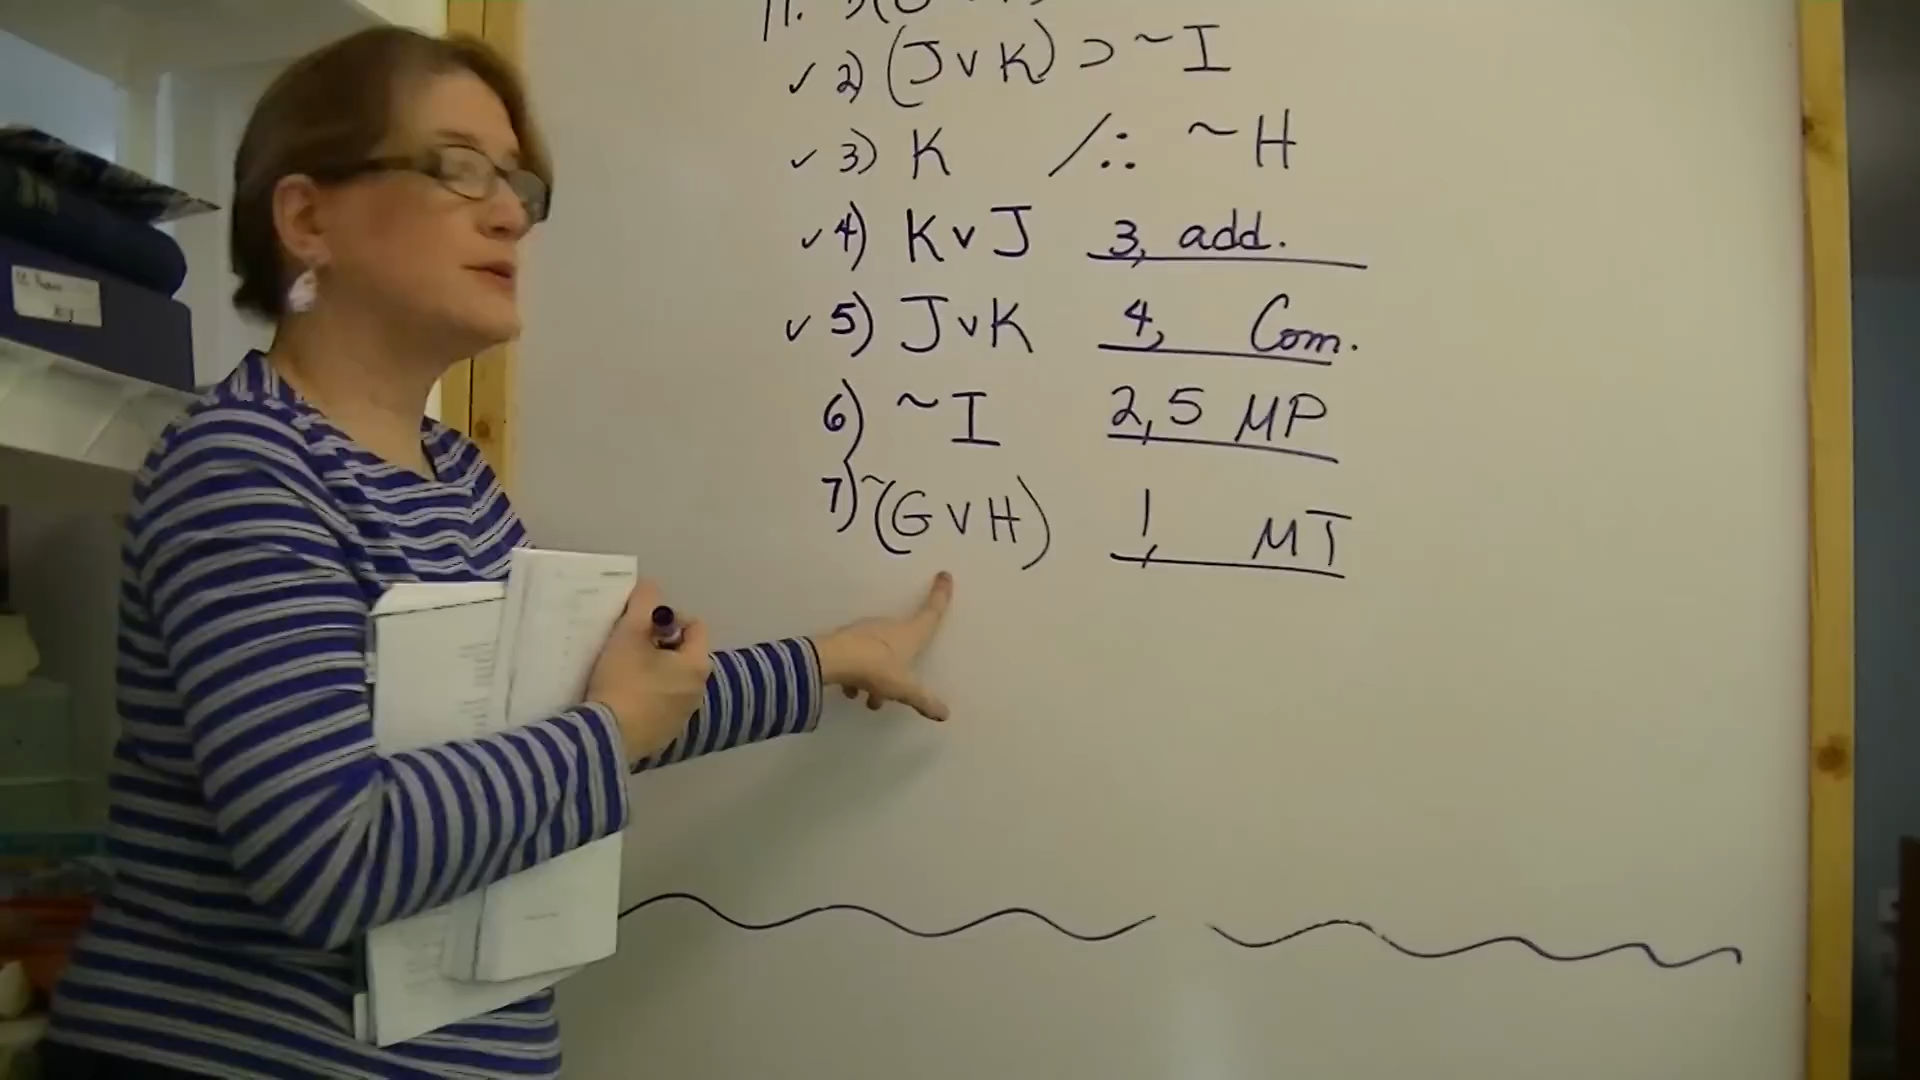 2) (J v K) ⊃ ~ I
3) K /∴ ~ H
4) K v J 3, add.
5) J v K 4, Com.
6) ~ I 2,5 MP
7) ~(G v H) 1, MT